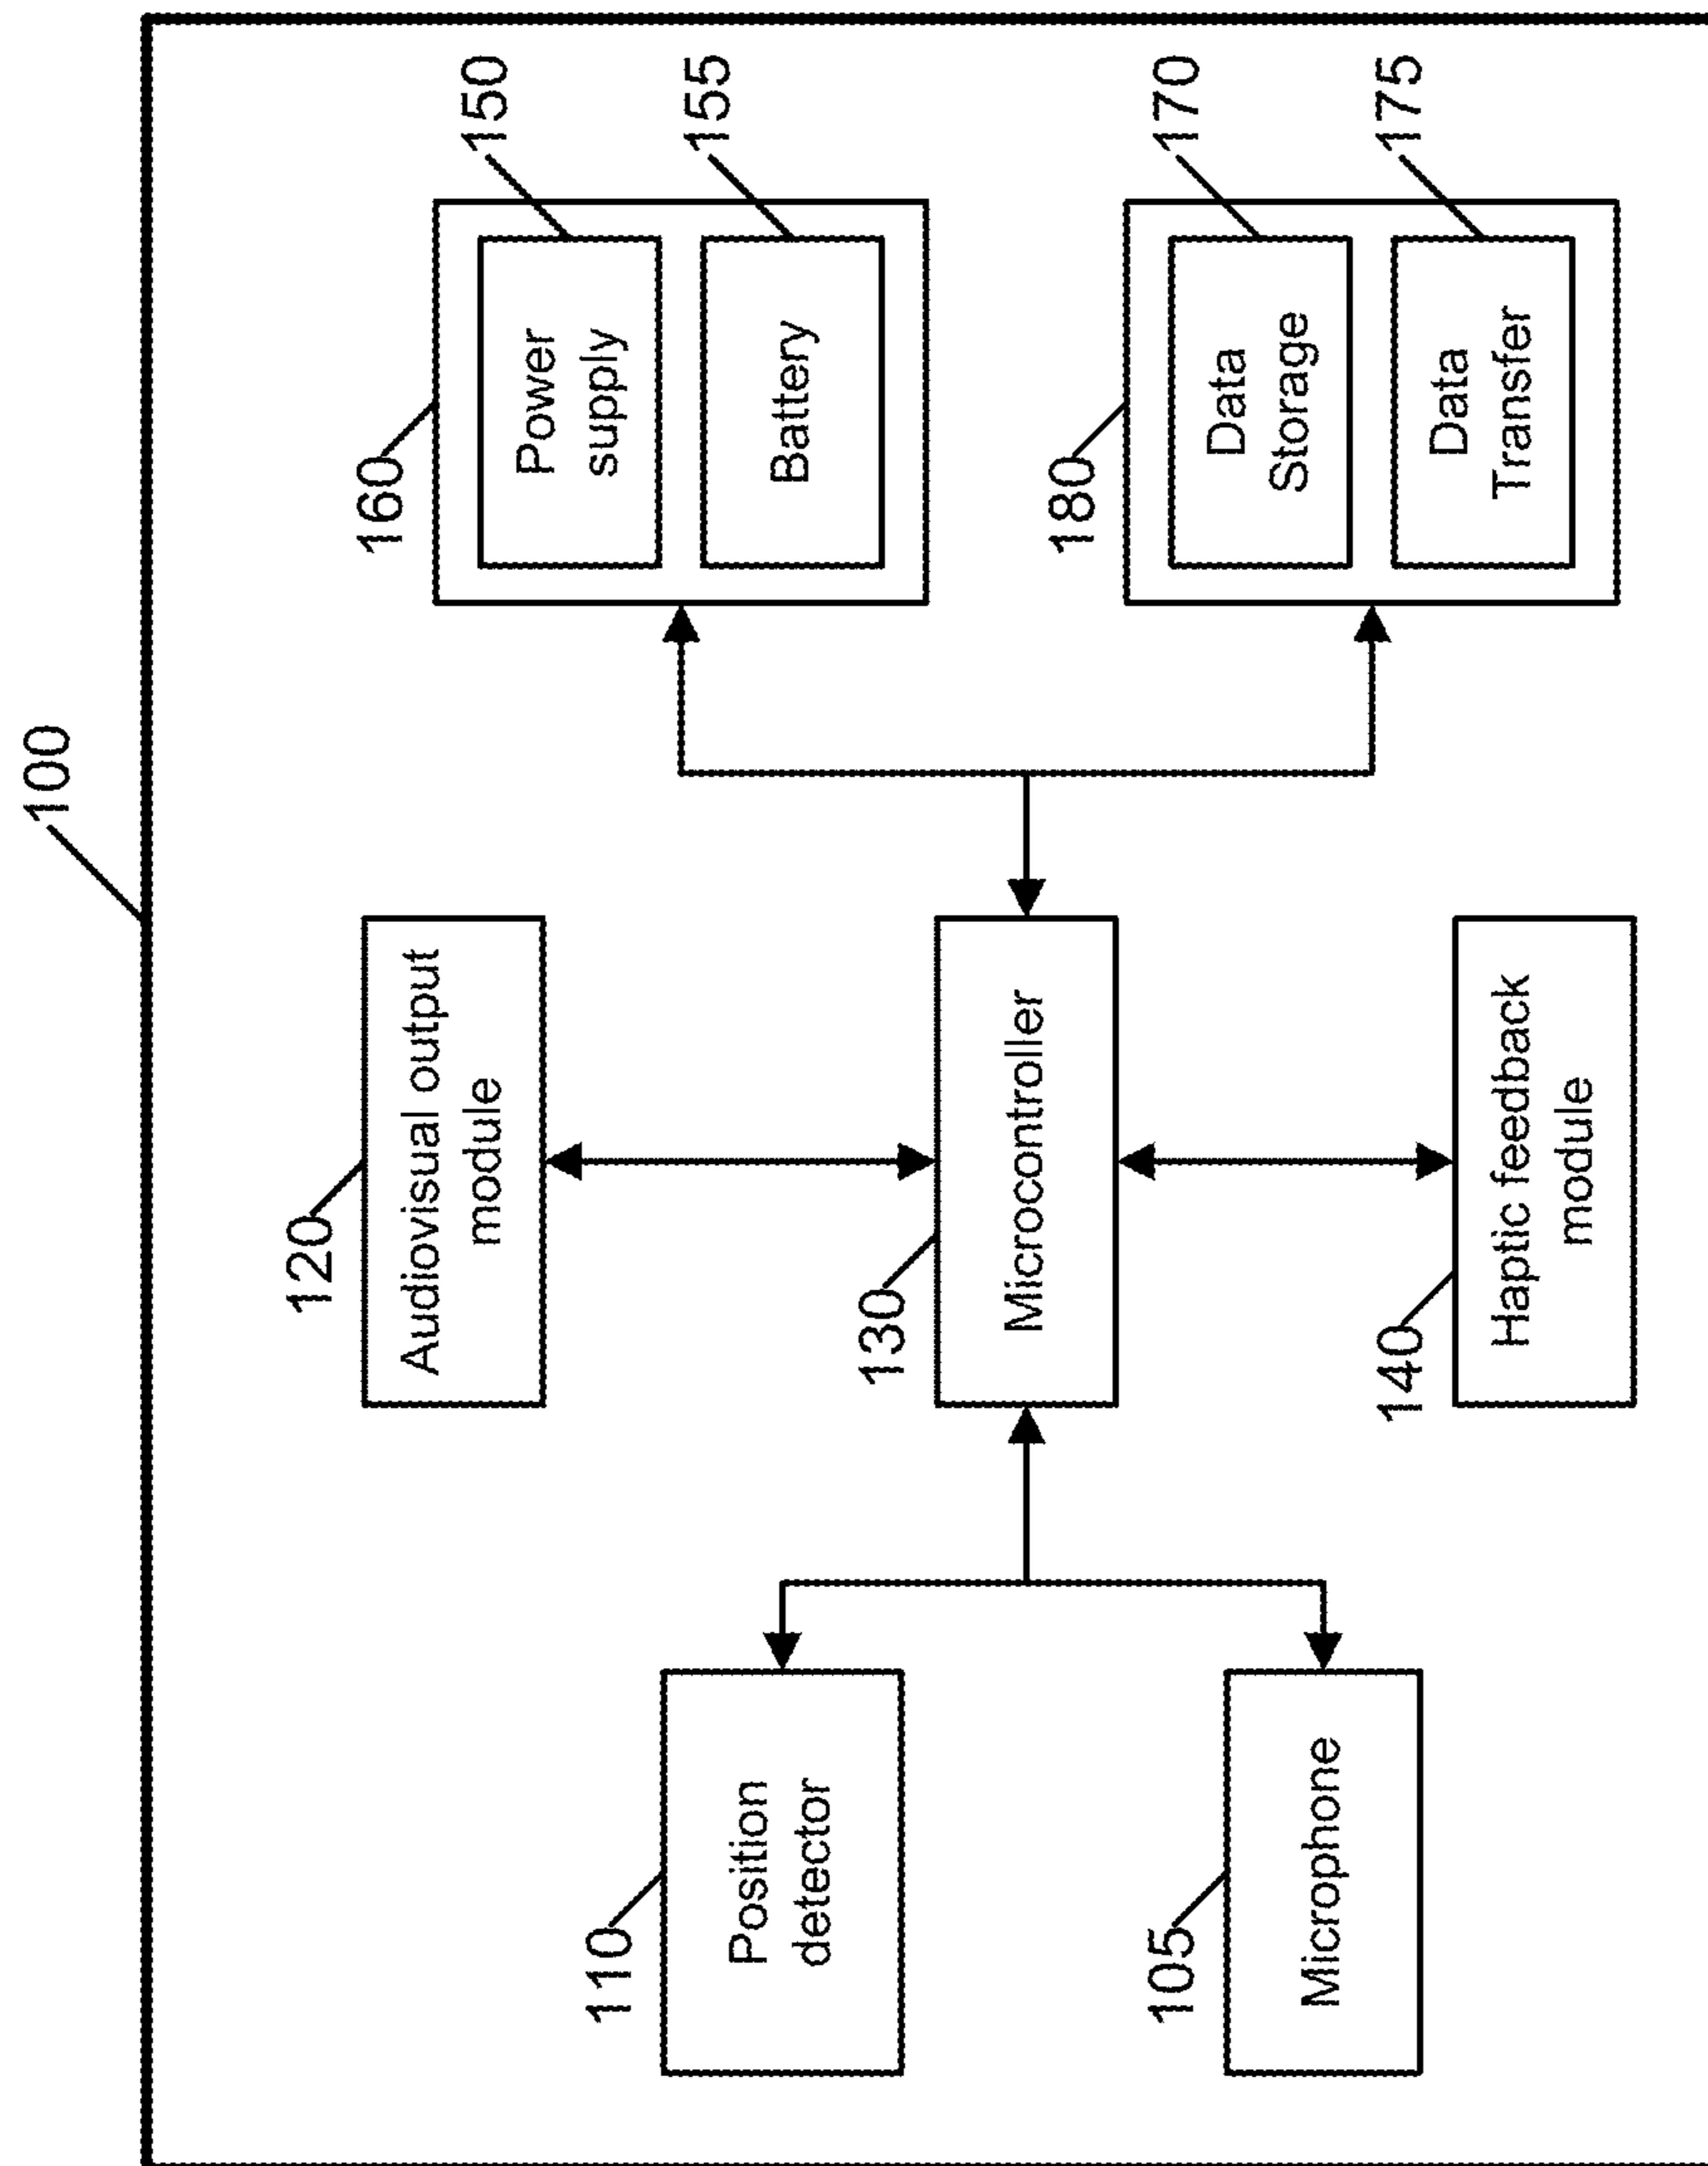 100
120
Audiovisual output
module
160
150
Power
supply
155
Battery
110
Position
detector
130
Microcontroller
180
170
Data
Storage
175
Data
Transfer
105
Microphone
140
Haptic feedback
module